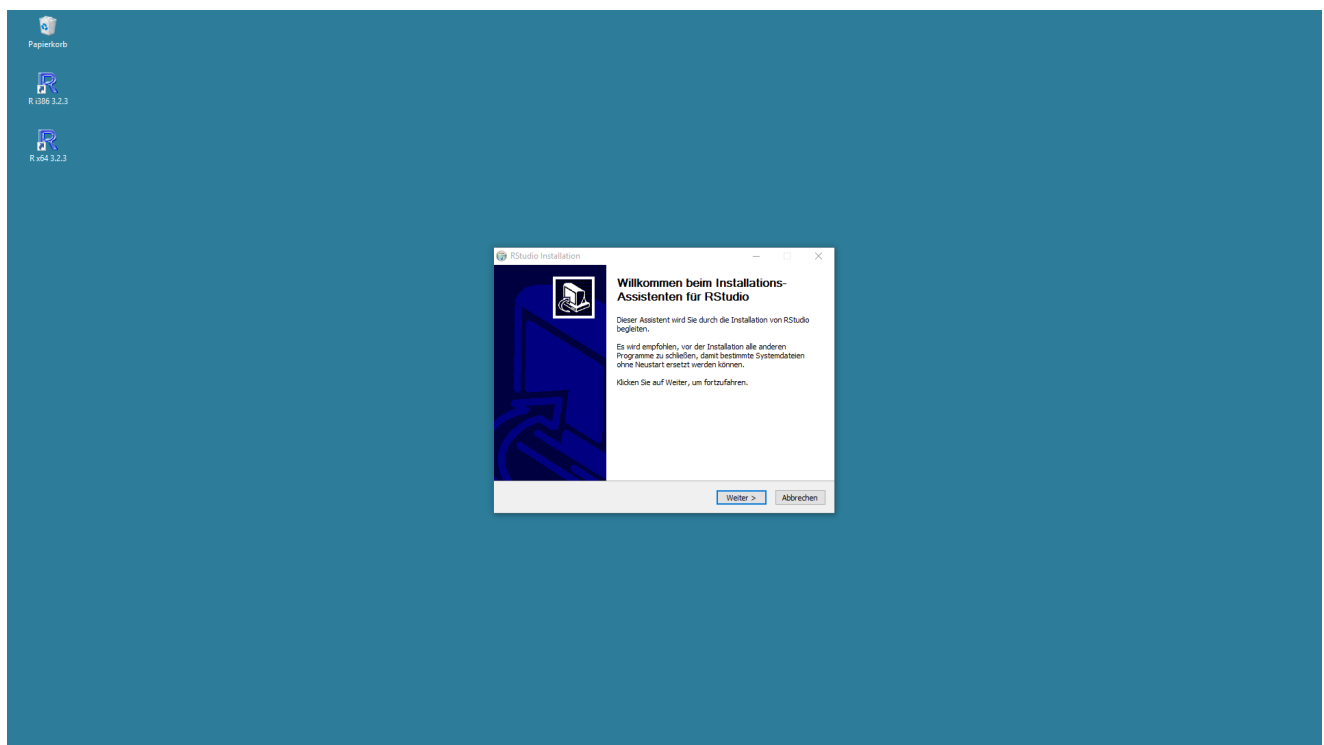 Papierkorb
R i386 3.2.3
R x64 3.2.3
RStudio Installation
Willkommen beim Installations-
Assistenten für RStudio
Dieser Assistent wird Sie durch die Installation von RStudio
begleiten.
Es wird empfohlen, vor der Installation alle anderen
Programme zu schließen, damit bestimmte Systemdateien
ohne Neustart ersetzt werden können.
Klicken Sie auf Weiter, um fortzufahren.
Weiter > Abbrechen